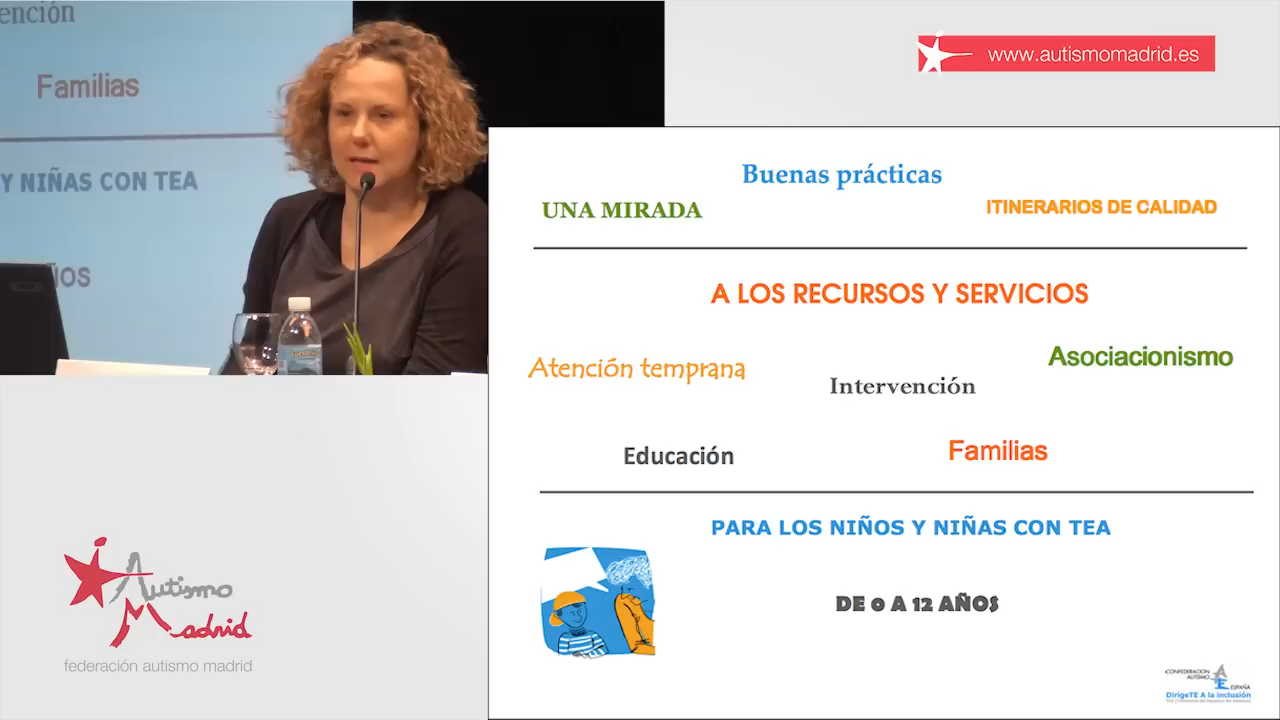 ención
Familias
Y NIÑAS CON TEA
ÑOS
www.autismomadrid.es
Buenas prácticas
UNA MIRADA
ITINERARIOS DE CALIDAD
A LOS RECURSOS Y SERVICIOS
Atención temprana
Asociacionismo
Intervención
Educación
Familias
PARA LOS NIÑOS Y NIÑAS CON TEA
DE 0 A 12 AÑOS
Autismo
Madrid
federación autismo madrid
CONFEDERACION
AUTISMO
ESPAÑA
DirigeTE A la inclusión